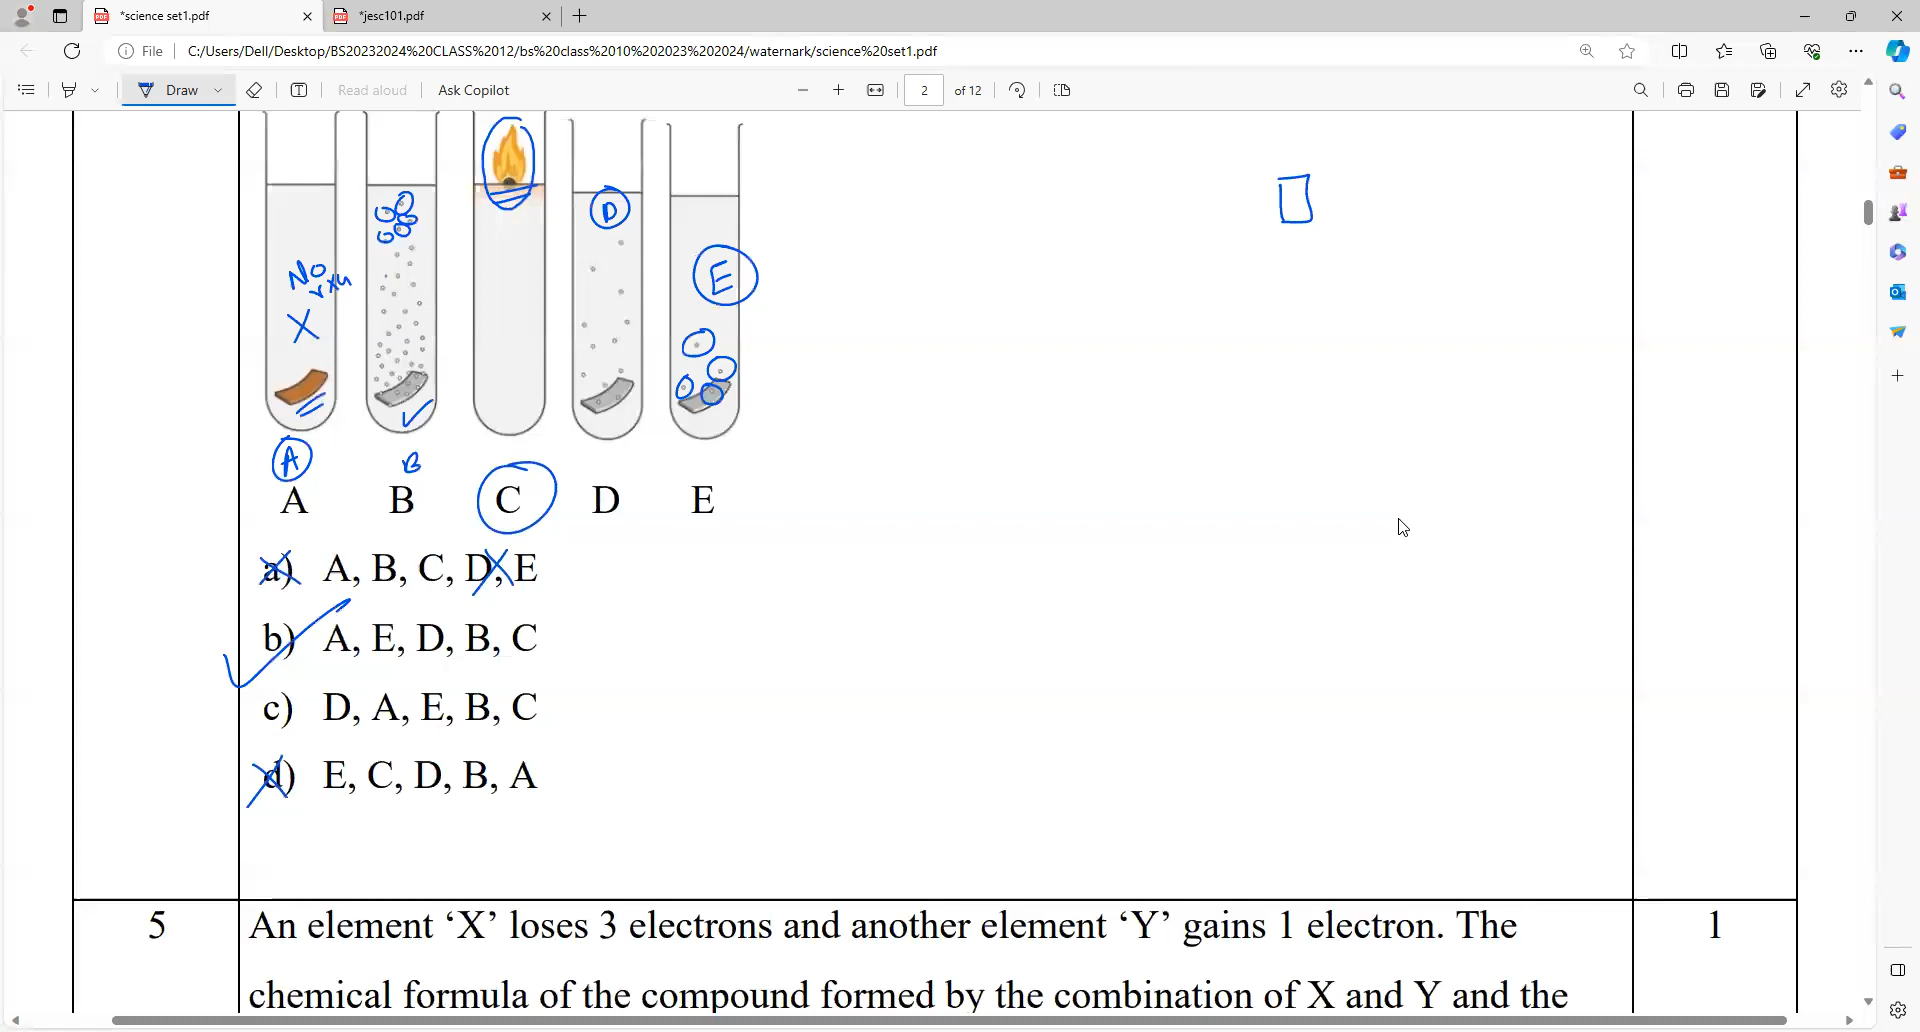 *science set1.pdf
*jesc101.pdf
File
C:/Users/Dell/Desktop/BS20232024%20CLASS%2012/bs%20class%2010%202023%202024/waternark/science%20set1.pdf
Draw
Read aloud
Ask Copilot
2
of 12
D
E
No
A
B
A B C D E
a) A, B, C, D, E
b) A, E, D, B, C
c) D, A, E, B, C
d) E, C, D, B, A
5 An element ‘X’ loses 3 electrons and another element ‘Y’ gains 1 electron. The 1
chemical formula of the compound formed by the combination of X and Y and the